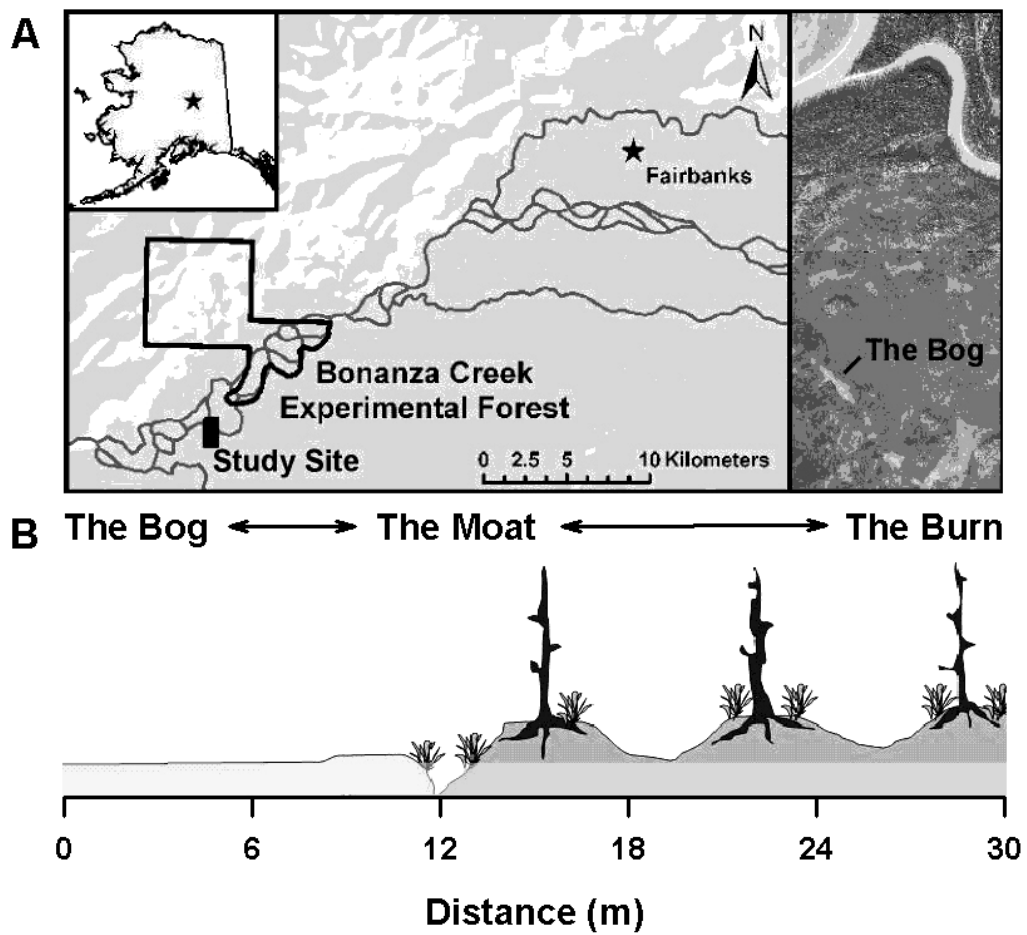 A
N
Fairbanks
The Bog
Bonanza Creek
Experimental Forest
Study Site
0 2.5 5 10 Kilometers
B
The Bog The Moat The Burn
0 6 12 18 24 30
Distance (m)